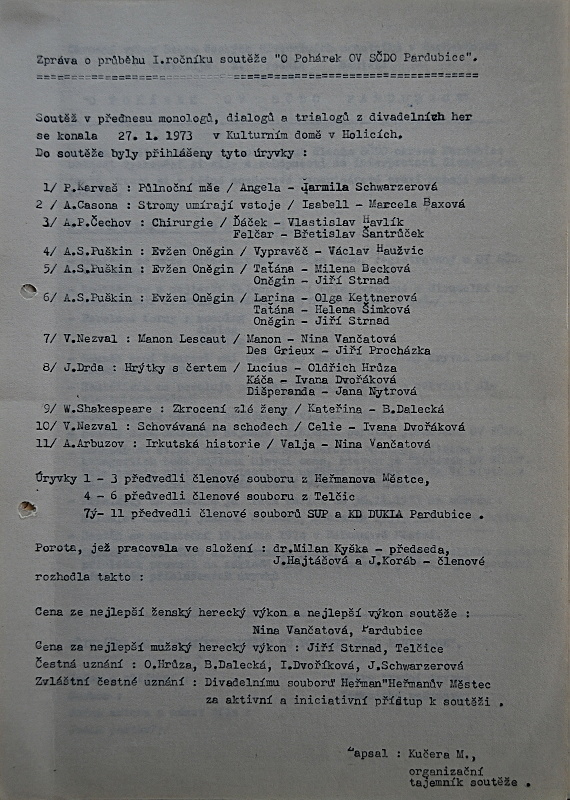 Zpráva o průběhu I.ročníku soutěže "O Pohárek OV SČDO Pardubice".
Soutěž v přednesu monologů, dialogů a trialogů z divadelních her
se konala 27. 1. 1973 v Kulturním domě v Holicích.
Do soutěže byly přihlášeny tyto úryvky :
1/ P.Karvaš : Půlnoční mše / Angela - Jarmila Schwarzerová
2 / A.Casona : Stromy umírají vstoje / Isabell - Marcela Baxová
3/ A.P.Čechov : Chirurgie / Ďáček - Vlastislav Havlík
Felčar - Břetislav Šantrůček
4/ A.S.Puškin : Evžen Oněgin / Vypravěč - Václav Haužvic
5/ A.S.Puškin : Evžen Oněgin / Taťána - Milena Becková
Oněgin - Jiří Strnad
6/ A.S.Puškin : Evžen Oněgin / Larina - Olga Kettnerová
Taťána - Helena Šimková
Oněgin - Jiří Strnad
7/ V.Nezval : Manon Lescaut / Manon - Nina Vančatová
Des Grieux - Jiří Procházka
8/ J.Drda : Hrýtky s čertem / Lucius - Oldřich Hrůza
Káča - Ivana Dvořáková
Dišperanda - Jana Nytrová
9/ W.Shakespeare : Zkrocení zlé ženy / Kateřina - B.Dalecká
10/ V.Nezval : Schovávaná na schodech / Celie - Ivana Dvořáková
11/ A.Arbuzov : Irkutská historie / Valja - Nina Vančatová
Úryvky 1 - 3 předvedli členové souboru z Heřmanova Městce,
4 - 6 předvedli členové souboru z Telčic
7ý- 11 předvedli členové souborů SUP a KD DUKLA Pardubice .
Porota, jež pracovala ve složení : dr.Milan Kyška - předseda,
J.Hajtášová a J.Koráb - členové
rozhodla takto :
Cena ze nejlepší ženský herecký výkon a nejlepší výkon soutěže :
Nina Vančatová, Pardubice
Cena za nejlepší mužský herecký výkon : Jiří Strnad, Telčice
Čestná uznání : O.Hrůza, B.Dalecká, I.Dvoříková, J.Schwarzerová
Zvláštní čestné uznání : Divadelnímu souboru" Heřman"Heřmanův Městec
za aktivní a iniciativní přístup k soutěži .
Zapsal : Kučera M.,
organizační
tajemník soutěže .